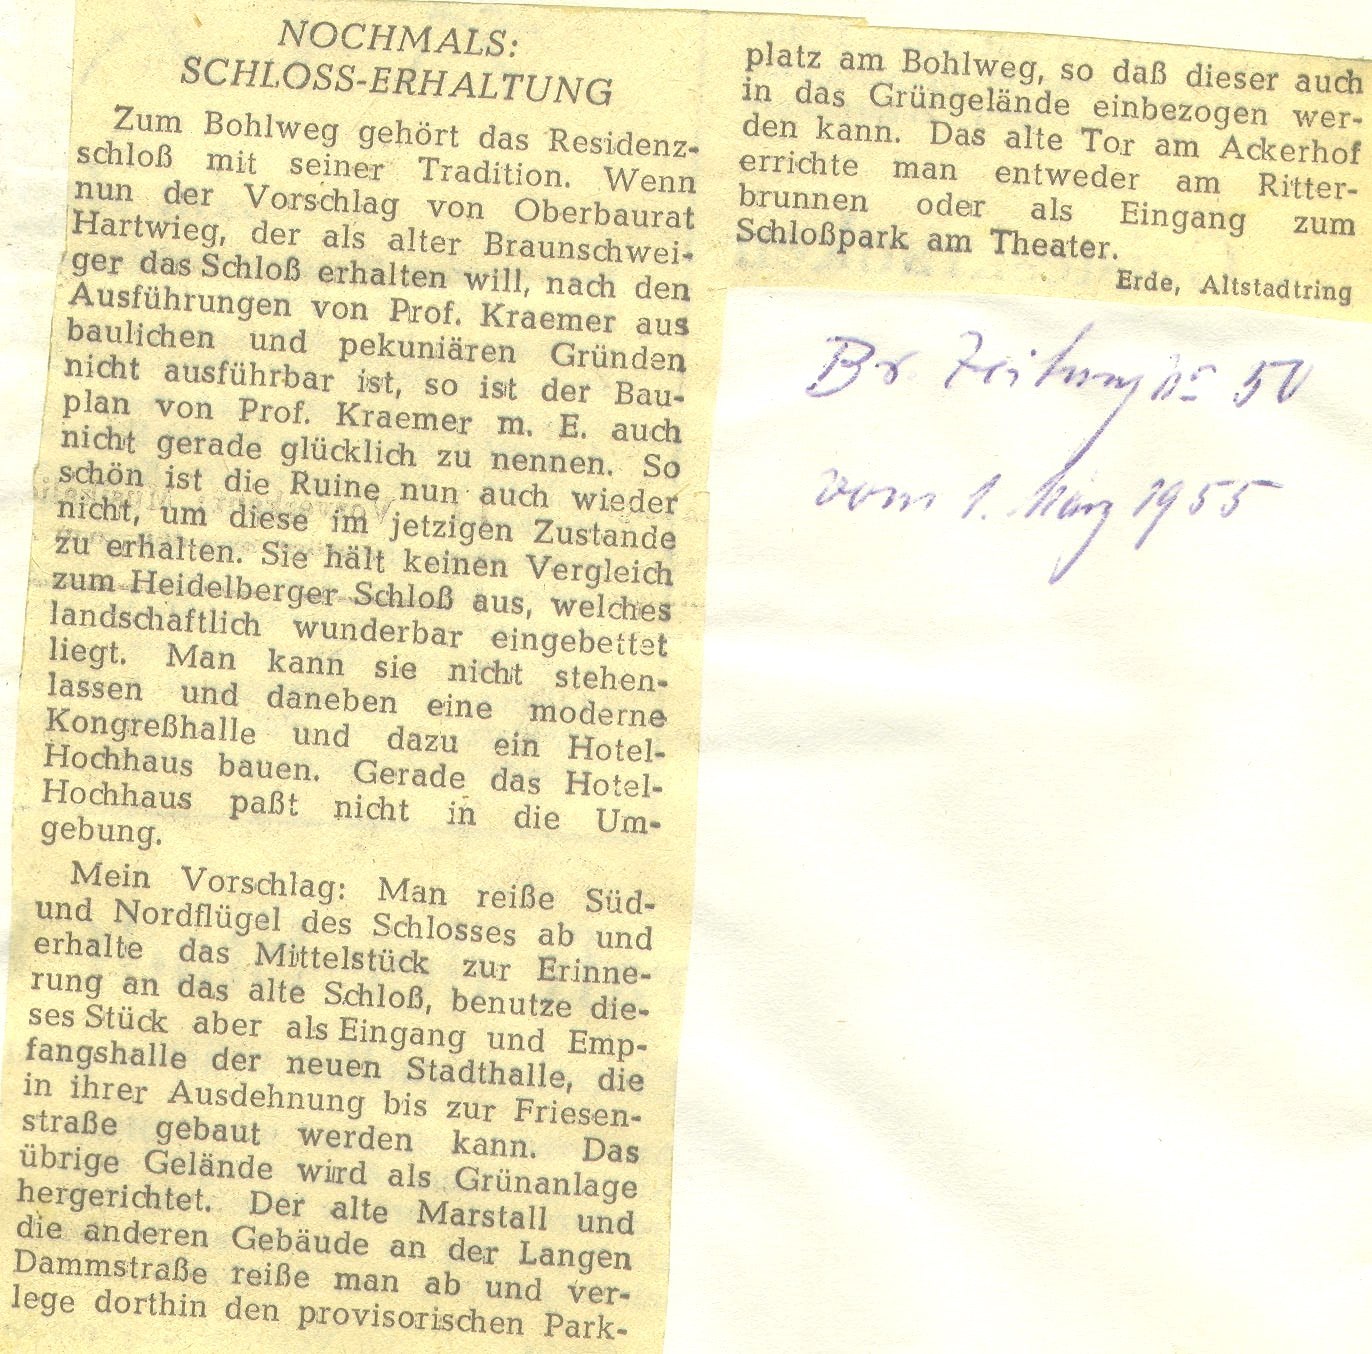 NOCHMALS:
SCHLOSS-ERHALTUNG
Zum Bohlweg gehört das Residenz-
schloß mit seiner Tradition. Wenn
nun der Vorschlag von Oberbaurat
Hartwieg, der als alter Braunschwei-
ger das Schloß erhalten will, nach den
Ausführungen von Prof. Kraemer aus
baulichen und pekuniären Gründen
nicht ausführbar ist, so ist der Bau-
plan von Prof. Kraemer m. E. auch
nicht gerade glücklich zu nennen. So
schön ist die Ruine nun auch wieder
nicht, um diese im jetzigen Zustande
zu erhalten. Sie hält keinen Vergleich
zum Heidelberger Schloß aus, welches
landschaftlich wunderbar eingebettet
liegt. Man kann sie nicht stehen-
lassen und daneben eine moderne
Kongreßhalle und dazu ein Hotel-
Hochhaus bauen. Gerade das Hotel-
Hochhaus paßt nicht in die Um-
gebung.
Mein Vorschlag: Man reiße Süd-
und Nordflügel des Schlosses ab und
erhalte das Mittelstück zur Erinne-
rung an das alte Schloß, benutze die-
ses Stück aber als Eingang und Emp-
fangshalle der neuen Stadthalle, die
in ihrer Ausdehnung bis zur Friesen-
straße gebaut werden kann. Das
übrige Gelände wird als Grünanlage
hergerichtet. Der alte Marstall und
die anderen Gebäude an der Langen
Dammstraße reiße man ab und ver-
lege dorthin den provisorischen Park-
platz am Bohlweg, so daß dieser auch
in das Grüngelände einbezogen wer-
den kann. Das alte Tor am Ackerhof
errichte man entweder am Ritter-
brunnen oder als Eingang zum
Schloßpark am Theater.
Erde, Altstadtring
Br. Zeitung No 50
vom 1. März 1955